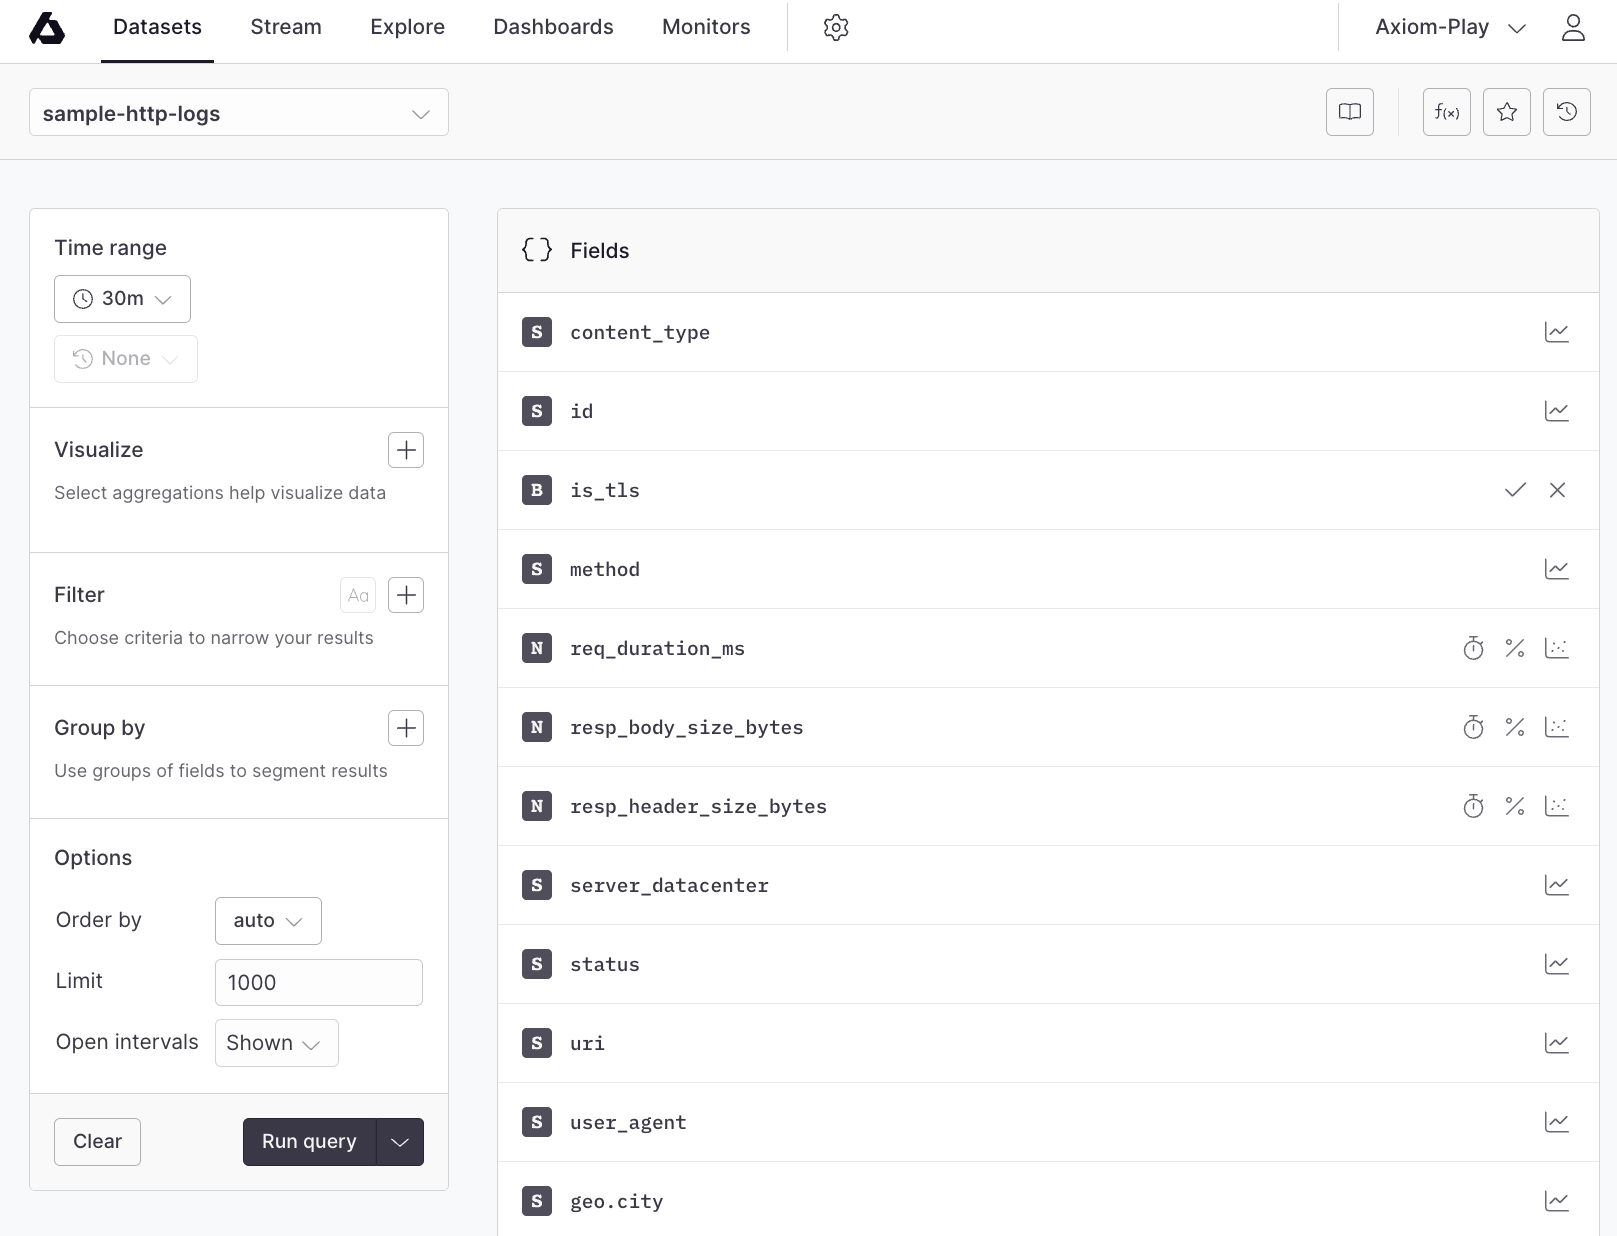 Datasets Stream Explore Dashboards Monitors Axiom-Play
sample-http-logs f(x)
Time range
30m
None
Visualize
Select aggregations help visualize data
Filter Aa
Choose criteria to narrow your results
Group by
Use groups of fields to segment results
Options
Order by auto
Limit 1000
Open intervals Shown
Clear Run query
{} Fields
S content_type
S id
B is_tls
S method
N req_duration_ms %
N resp_body_size_bytes %
N resp_header_size_bytes %
S server_datacenter
S status
S uri
S user_agent
S geo.city